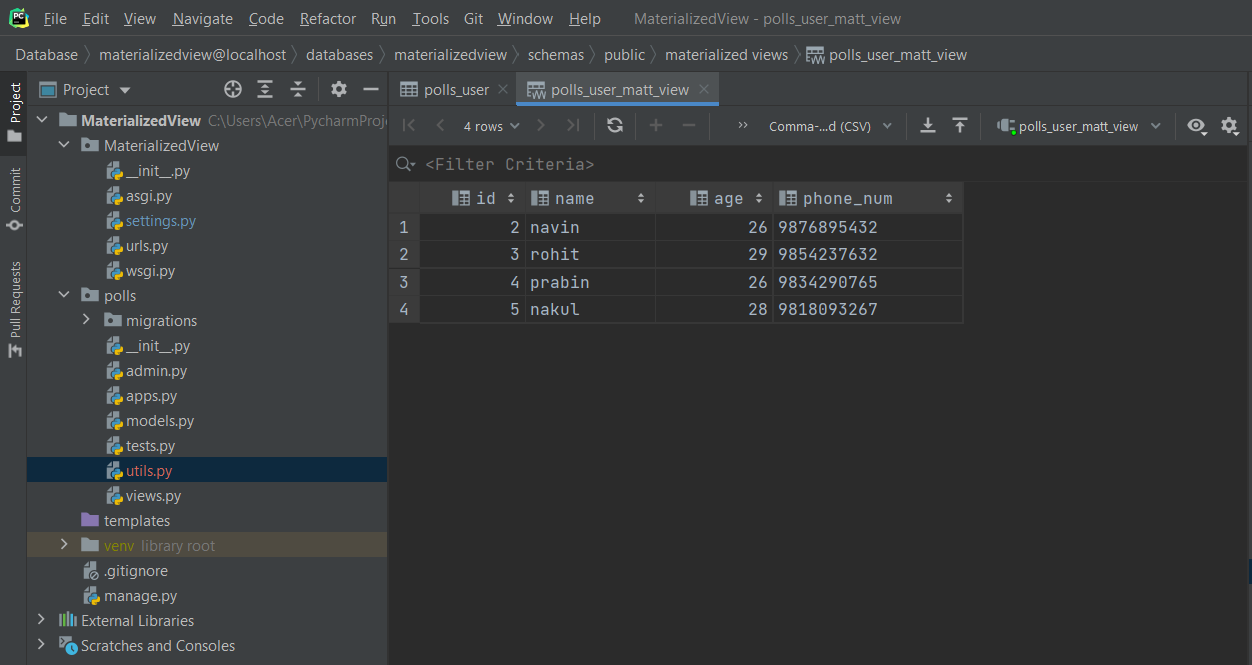 PC File Edit View Navigate Code Refactor Run Tools Git Window Help MaterializedView - polls_user_matt_view
Database materializedview@localhost databases materializedview schemas public materialized views polls_user_matt_view
Project
Commit
Pull Requests
Project
MaterializedView C:\Users\Acer\PycharmProj
MaterializedView
__init__.py
asgi.py
settings.py
urls.py
wsgi.py
polls
migrations
__init__.py
admin.py
apps.py
models.py
tests.py
utils.py
views.py
templates
venv library root
.gitignore
manage.py
External Libraries
Scratches and Consoles
polls_user polls_user_matt_view
4 rows Comma-...d (CSV) polls_user_matt_view
<Filter Criteria>
id name age phone_num
1 2 navin 26 9876895432
2 3 rohit 29 9854237632
3 4 prabin 26 9834290765
4 5 nakul 28 9818093267